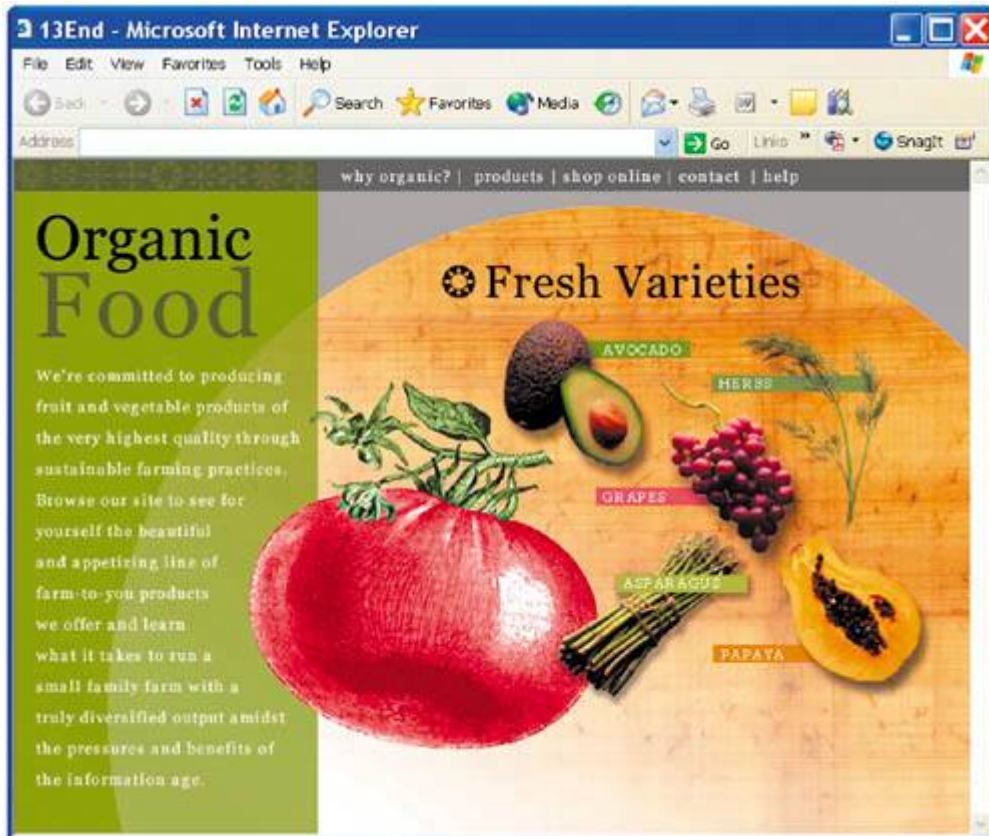 13End - Microsoft Internet Explorer
File Edit View Favorites Tools Help
Back Search Favorites Media
Address Go Links » SnagIt
why organic? | products | shop online | contact | help
Organic
Food
Fresh Varieties
We're committed to producing
fruit and vegetable products of
the very highest quality through
sustainable farming practices.
Browse our site to see for
yourself the beautiful
and appetizing line of
farm-to-you products
we offer and learn
what it takes to run a
small family farm with a
truly diversified output amidst
the pressures and benefits of
the information age.
AVOCADO
HERBS
GRAPES
ASPARAGUS
PAPAYA